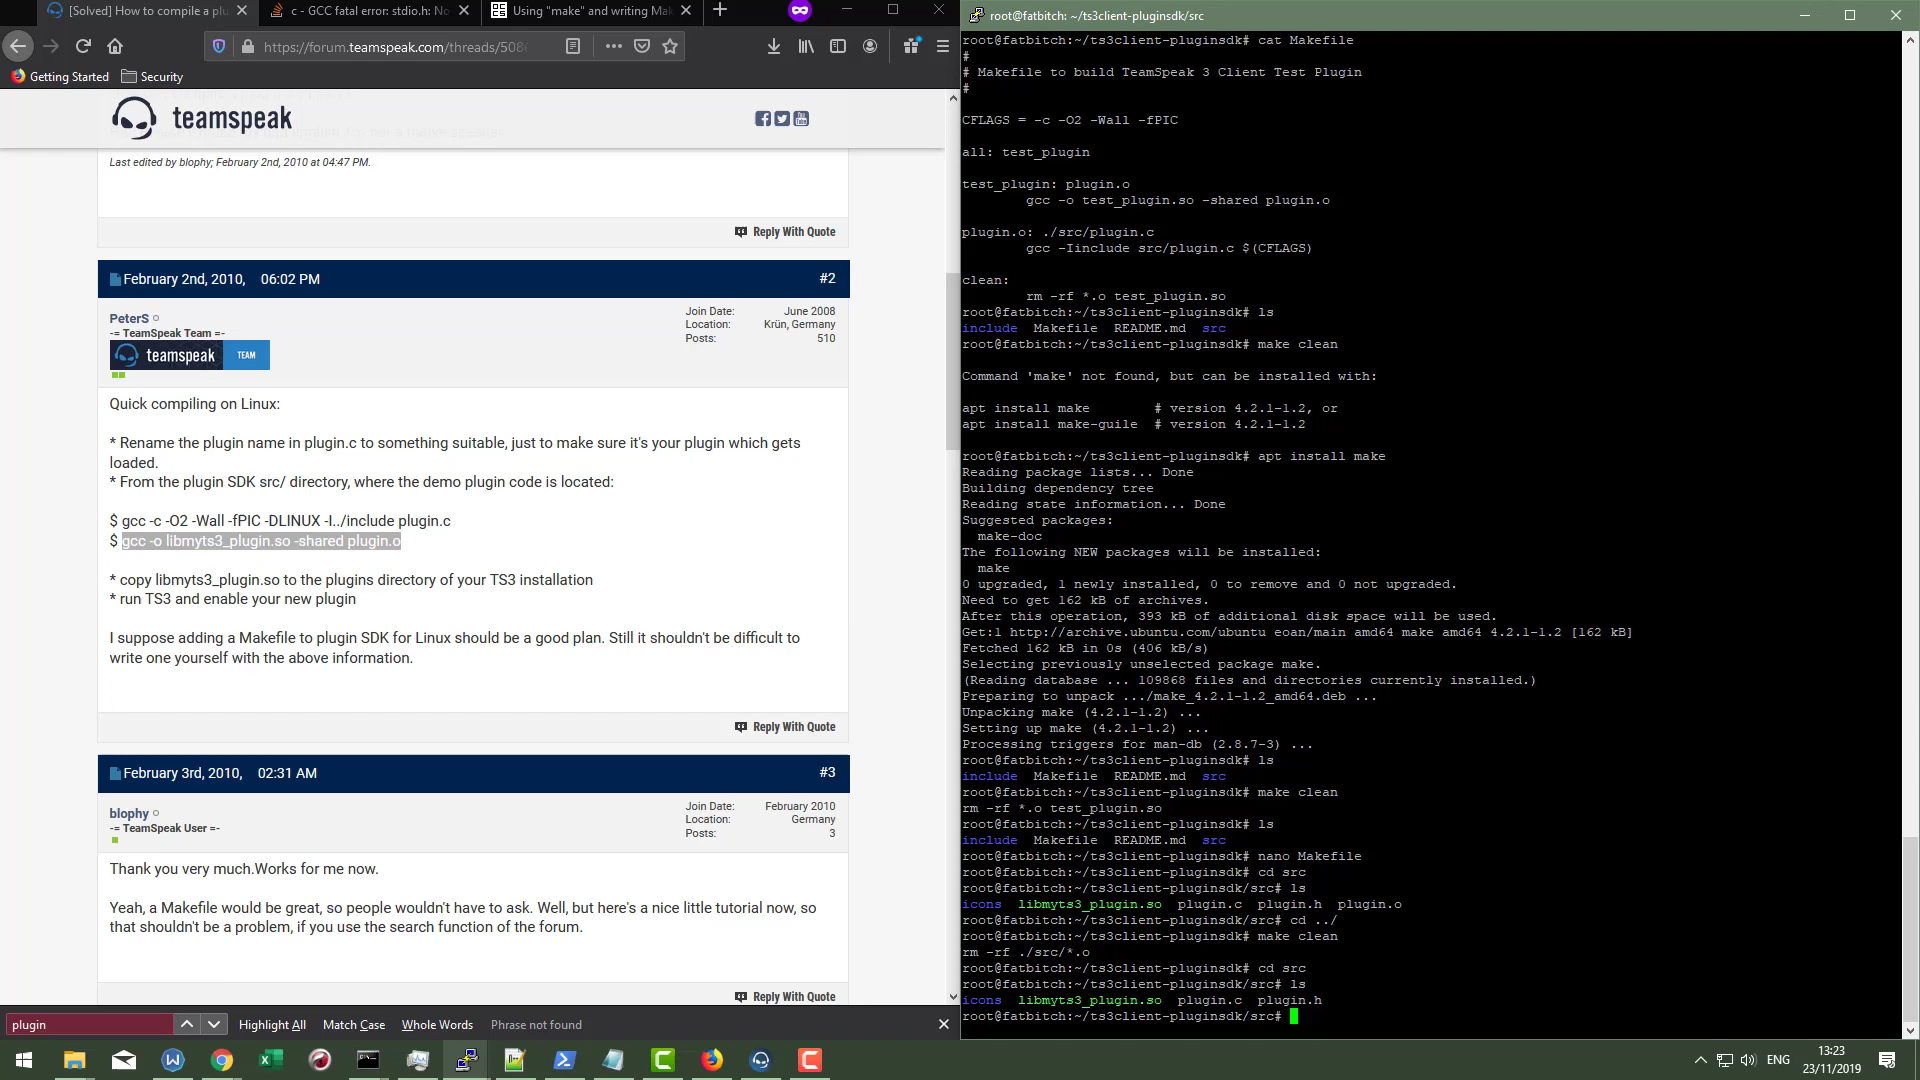 [Solved] How to compile a plu
c - GCC fatal error: stdio.h: No
Using "make" and writing Mak
https://forum.teamspeak.com/threads/508
Getting Started
Security
teamspeak
Last edited by blophy; February 2nd, 2010 at 04:47 PM.
Reply With Quote
February 2nd, 2010, 06:02 PM
#2
PeterS
-= TeamSpeak Team =-
teamspeak TEAM
Join Date: June 2008
Location: Krün, Germany
Posts: 510
Quick compiling on Linux:
* Rename the plugin name in plugin.c to something suitable, just to make sure it's your plugin which gets
loaded.
* From the plugin SDK src/ directory, where the demo plugin code is located:
$ gcc -c -O2 -Wall -fPIC -DLINUX -I../include plugin.c
$ gcc -o libmyts3_plugin.so -shared plugin.o
* copy libmyts3_plugin.so to the plugins directory of your TS3 installation
* run TS3 and enable your new plugin
I suppose adding a Makefile to plugin SDK for Linux should be a good plan. Still it shouldn't be difficult to
write one yourself with the above information.
Reply With Quote
February 3rd, 2010, 02:31 AM
#3
blophy
-= TeamSpeak User =-
Join Date: February 2010
Location: Germany
Posts: 3
Thank you very much.Works for me now.
Yeah, a Makefile would be great, so people wouldn't have to ask. Well, but here's a nice little tutorial now, so
that shouldn't be a problem, if you use the search function of the forum.
Reply With Quote
plugin
Highlight All
Match Case
Whole Words
Phrase not found
root@fatbitch: ~/ts3client-pluginsdk/src
root@fatbitch:~/ts3client-pluginsdk# cat Makefile
#
# Makefile to build TeamSpeak 3 Client Test Plugin
#
CFLAGS = -c -O2 -Wall -fPIC
all: test_plugin
test_plugin: plugin.o
gcc -o test_plugin.so -shared plugin.o
plugin.o: ./src/plugin.c
gcc -Iinclude src/plugin.c $(CFLAGS)
clean:
rm -rf *.o test_plugin.so
root@fatbitch:~/ts3client-pluginsdk# ls
include Makefile README.md src
root@fatbitch:~/ts3client-pluginsdk# make clean
Command 'make' not found, but can be installed with:
apt install make # version 4.2.1-1.2, or
apt install make-guile # version 4.2.1-1.2
root@fatbitch:~/ts3client-pluginsdk# apt install make
Reading package lists... Done
Building dependency tree
Reading state information... Done
Suggested packages:
make-doc
The following NEW packages will be installed:
make
0 upgraded, 1 newly installed, 0 to remove and 0 not upgraded.
Need to get 162 kB of archives.
After this operation, 393 kB of additional disk space will be used.
Get:1 http://archive.ubuntu.com/ubuntu eoan/main amd64 make amd64 4.2.1-1.2 [162 kB]
Fetched 162 kB in 0s (406 kB/s)
Selecting previously unselected package make.
(Reading database ... 109868 files and directories currently installed.)
Preparing to unpack .../make_4.2.1-1.2_amd64.deb ...
Unpacking make (4.2.1-1.2) ...
Setting up make (4.2.1-1.2) ...
Processing triggers for man-db (2.8.7-3) ...
root@fatbitch:~/ts3client-pluginsdk# ls
include Makefile README.md src
root@fatbitch:~/ts3client-pluginsdk# make clean
rm -rf *.o test_plugin.so
root@fatbitch:~/ts3client-pluginsdk# ls
include Makefile README.md src
root@fatbitch:~/ts3client-pluginsdk# nano Makefile
root@fatbitch:~/ts3client-pluginsdk# cd src
root@fatbitch:~/ts3client-pluginsdk/src# ls
icons libmyts3_plugin.so plugin.c plugin.h plugin.o
root@fatbitch:~/ts3client-pluginsdk/src# cd ../
root@fatbitch:~/ts3client-pluginsdk# make clean
rm -rf ./src/*.o
root@fatbitch:~/ts3client-pluginsdk# cd src
root@fatbitch:~/ts3client-pluginsdk/src# ls
icons libmyts3_plugin.so plugin.c plugin.h
root@fatbitch:~/ts3client-pluginsdk/src#
ENG
13:23
23/11/2019